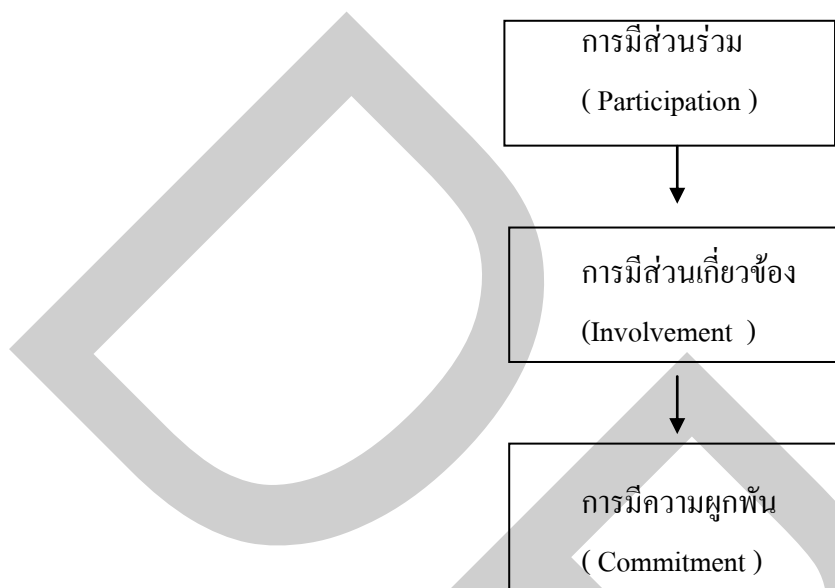 การมีส่วนร่วม
( Participation )
การมีส่วนเกี่ยวข้อง
(Involvement )
การมีความผูกพัน
( Commitment )